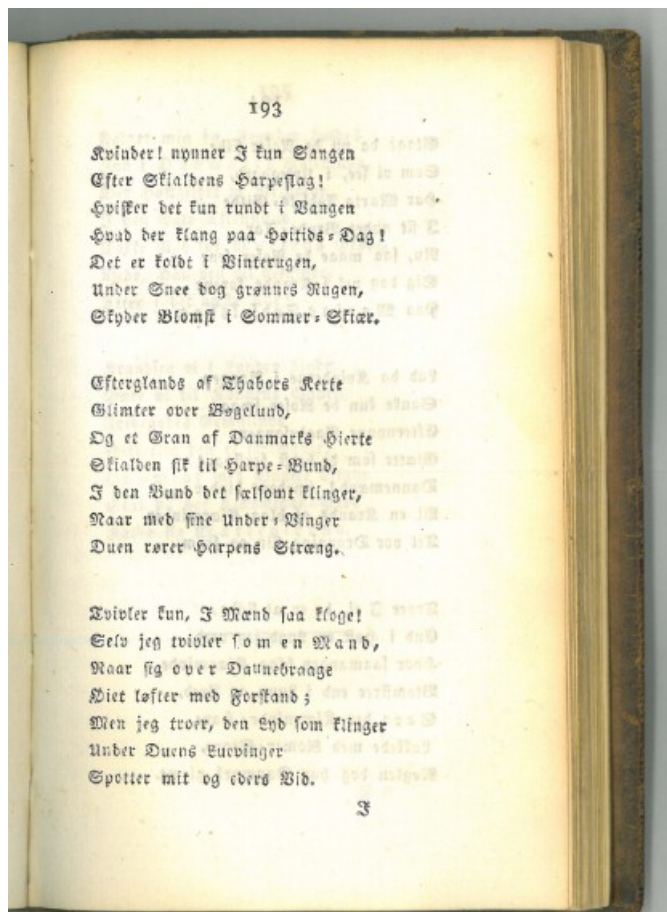 193
Kvinder! nynner I kun Sangen
Efter Skialdens Harpeslag!
Hvisker det kun rundt i Vangen
Hvad der klang paa Høitids-Dag!
Det er koldt i Vinterugen,
Under Snee dog grønnes Rugen,
Skyder Blomst i Sommer-Skiær.
Efterglands af Thabors Kerte
Glimter over Bøgelund,
Og et Gran af Danmarks Hierte
Skialden fik til Harpe-Bund,
I den Bund det sælsomt klinger,
Naar med sine Under-Vinger
Duen rører Harpens Stræng.
Tvivler kun, I Mænd saa kloge!
Selv jeg tvivler som en Mand,
Naar sig over Dannebraage
Øiet løfter med Forstand;
Men jeg troer, den Lyd som klinger
Under Duens Luevinger
Spotter mit og eders Vid.
I